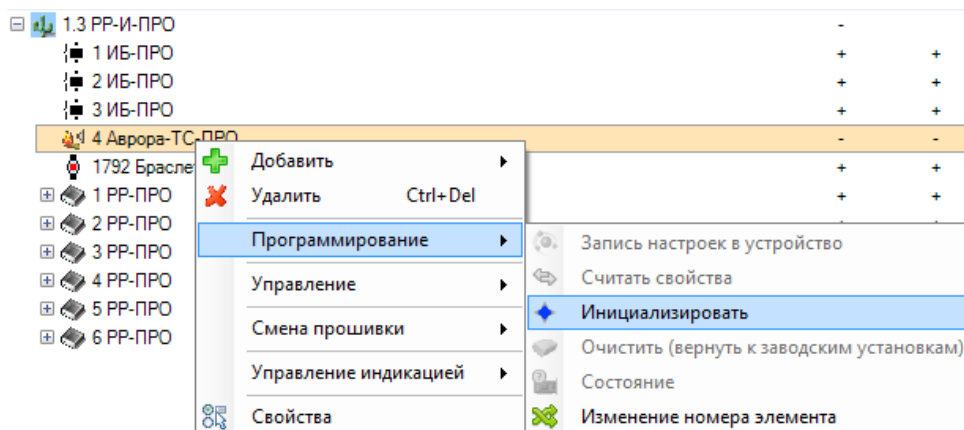 1.3 РР-И-ПРО -
1 ИБ-ПРО + +
2 ИБ-ПРО + +
3 ИБ-ПРО + +
4 Аврора-ТС-ПРО - -
1792 Брасле + +
1 РР-ПРО + +
2 РР-ПРО
3 РР-ПРО
4 РР-ПРО
5 РР-ПРО
6 РР-ПРО
Добавить
Удалить Ctrl+Del
Программирование
Управление
Смена прошивки
Управление индикацией
Свойства
Запись настроек в устройство
Считать свойства
Инициализировать
Очистить (вернуть к заводским установкам)
Состояние
Изменение номера элемента